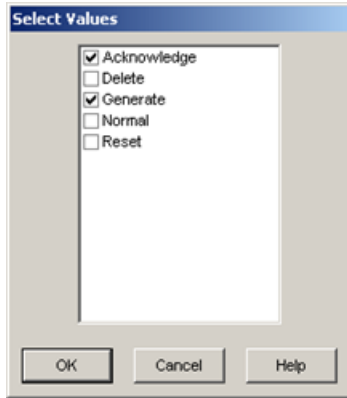 Select Values
Acknowledge
Delete
Generate
Normal
Reset
OK Cancel Help